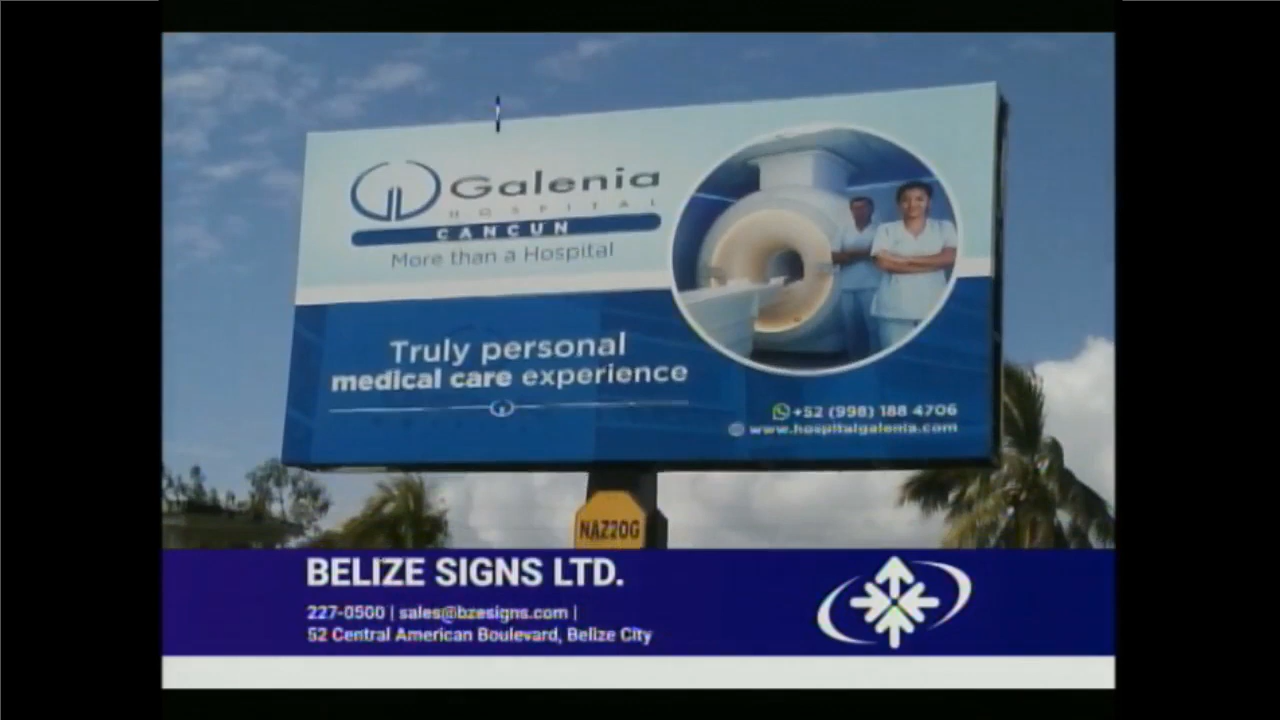 Galenia
HOSPITAL
CANCUN
More than a Hospital
Truly personal
medical care experience
+52 (998) 188 4706
www.hospitalgalenia.com
NAZ20G
BELIZE SIGNS LTD.
227-0500 | sales@bzesigns.com |
52 Central American Boulevard, Belize City